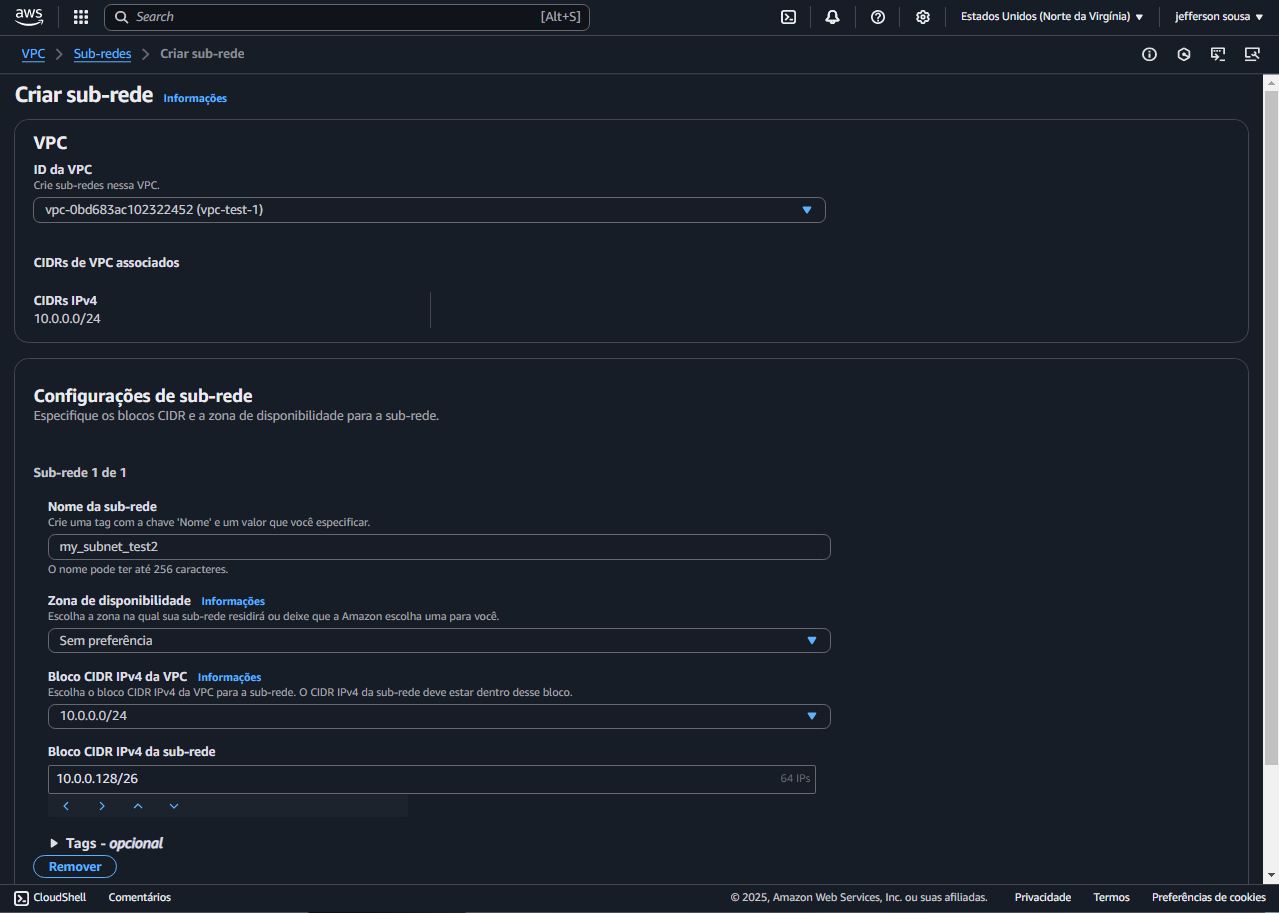 aws Search [Alt+S] Estados Unidos (Norte da Virgínia) jefferson sousa
VPC Sub-redes Criar sub-rede
Criar sub-rede Informações
VPC
ID da VPC
Crie sub-redes nessa VPC.
vpc-0bd683ac102322452 (vpc-test-1)
CIDRs de VPC associados
CIDRs IPv4
10.0.0.0/24
Configurações de sub-rede
Especifique os blocos CIDR e a zona de disponibilidade para a sub-rede.
Sub-rede 1 de 1
Nome da sub-rede
Crie uma tag com a chave 'Nome' e um valor que você especificar.
my_subnet_test2
O nome pode ter até 256 caracteres.
Zona de disponibilidade Informações
Escolha a zona na qual sua sub-rede residirá ou deixe que a Amazon escolha uma para você.
Sem preferência
Bloco CIDR IPv4 da VPC Informações
Escolha o bloco CIDR IPv4 da VPC para a sub-rede. O CIDR IPv4 da sub-rede deve estar dentro desse bloco.
10.0.0.0/24
Bloco CIDR IPv4 da sub-rede
10.0.0.128/26 64 IPs
Tags - opcional
Remover
CloudShell Comentários © 2025, Amazon Web Services, Inc. ou suas afiliadas. Privacidade Termos Preferências de cookies